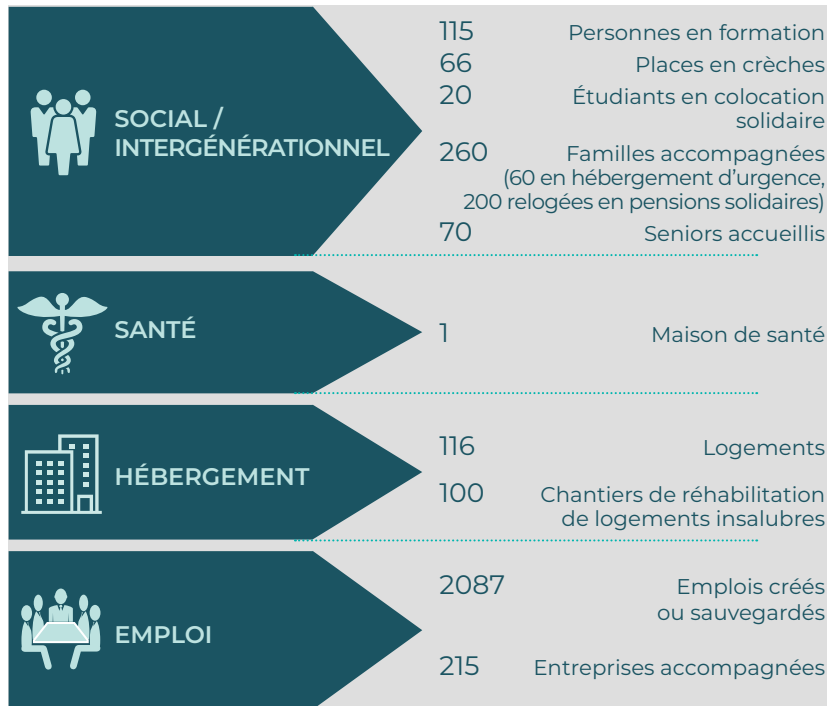 SOCIAL /
INTERGÉNÉRATIONNEL
115 Personnes en formation
66 Places en crèches
20 Étudiants en colocation
solidaire
260 Familles accompagnées
(60 en hébergement d'urgence,
200 relogées en pensions solidaires)
70 Seniors accueillis
SANTÉ
1 Maison de santé
HÉBERGEMENT
116 Logements
100 Chantiers de réhabilitation
de logements insalubres
EMPLOI
2087 Emplois créés
ou sauvegardés
215 Entreprises accompagnées